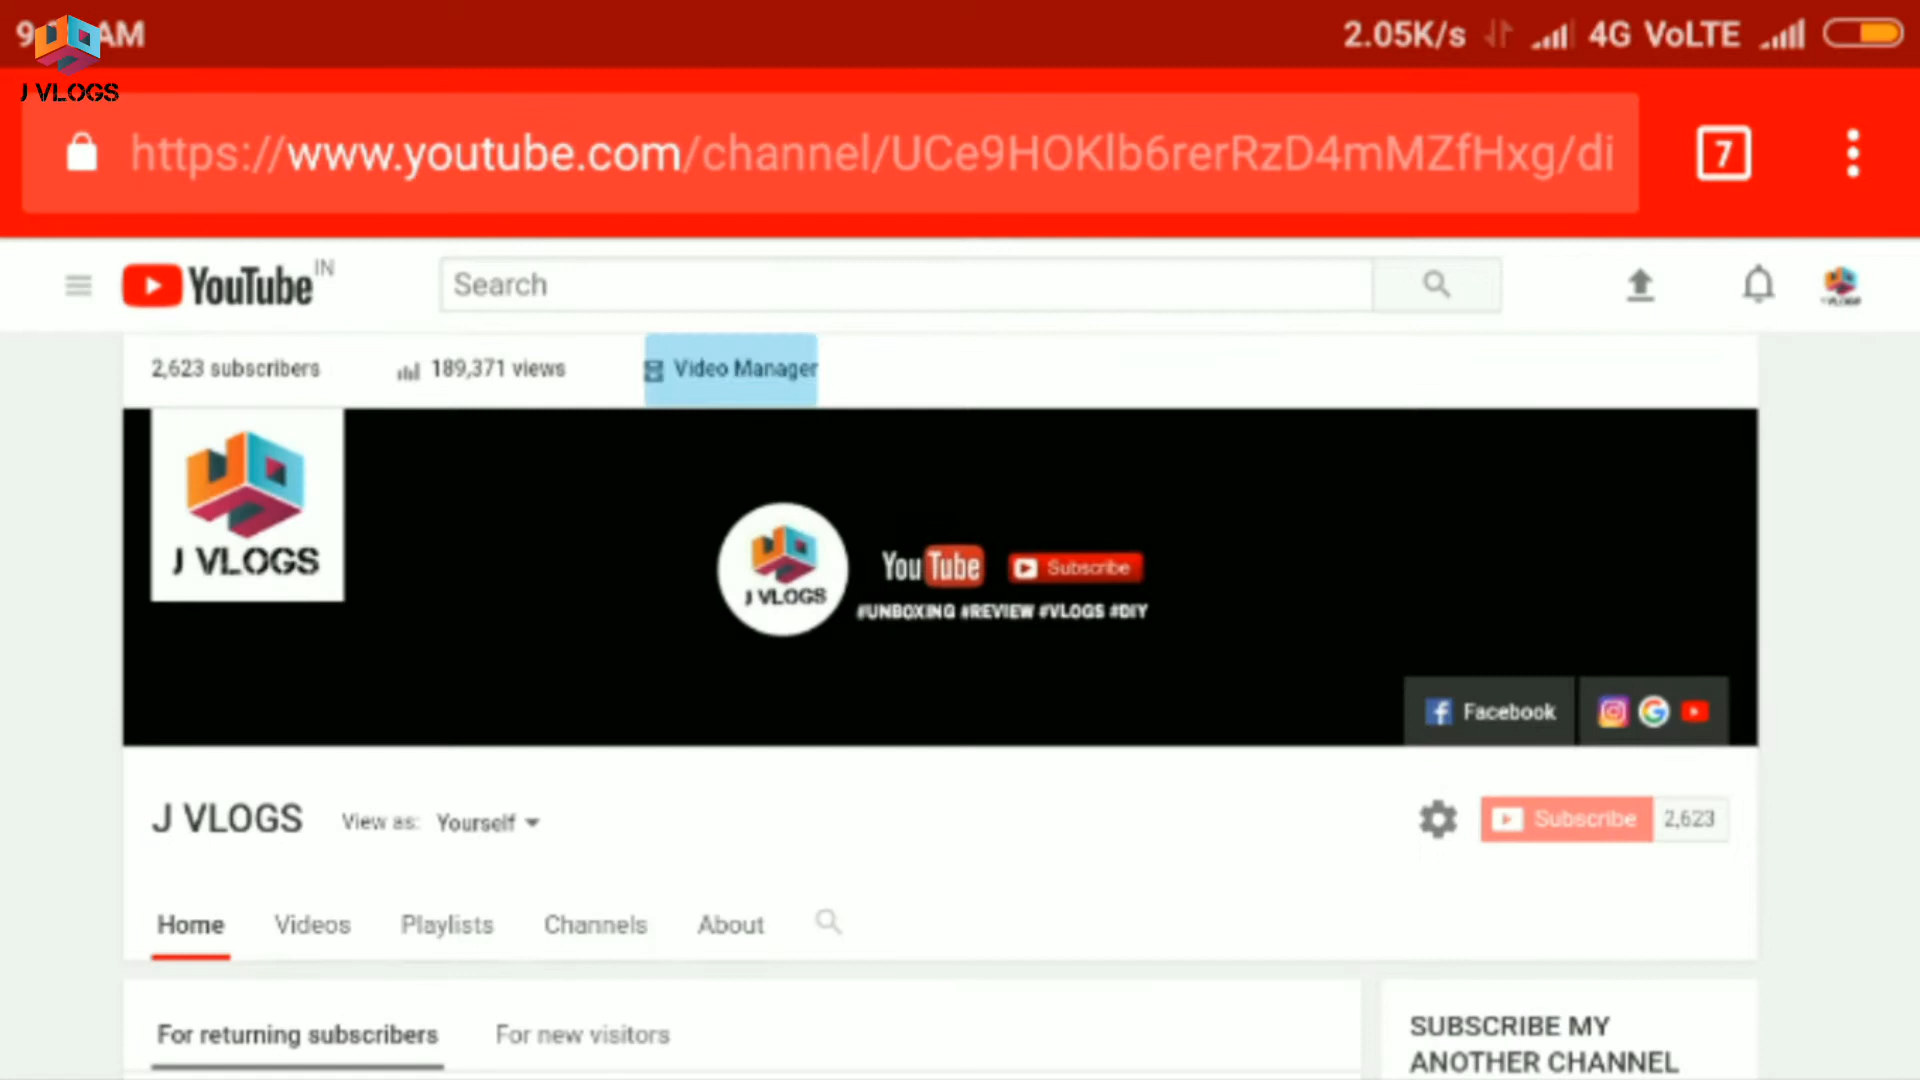 AM
2.05K/s 4G VoLTE
J VLOGS
https://www.youtube.com/channel/UCe9HOKlb6rerRzD4mMZfHxg/di
7
YouTube IN
Search
2,623 subscribers 189,371 views Video Manager
J VLOGS
J VLOGS
YouTube Subscribe
#UNBOXING #REVIEW #VLOGS #DIY
Facebook
J VLOGS View as: Yourself
Subscribe 2,623
Home Videos Playlists Channels About
For returning subscribers For new visitors
SUBSCRIBE MY
ANOTHER CHANNEL